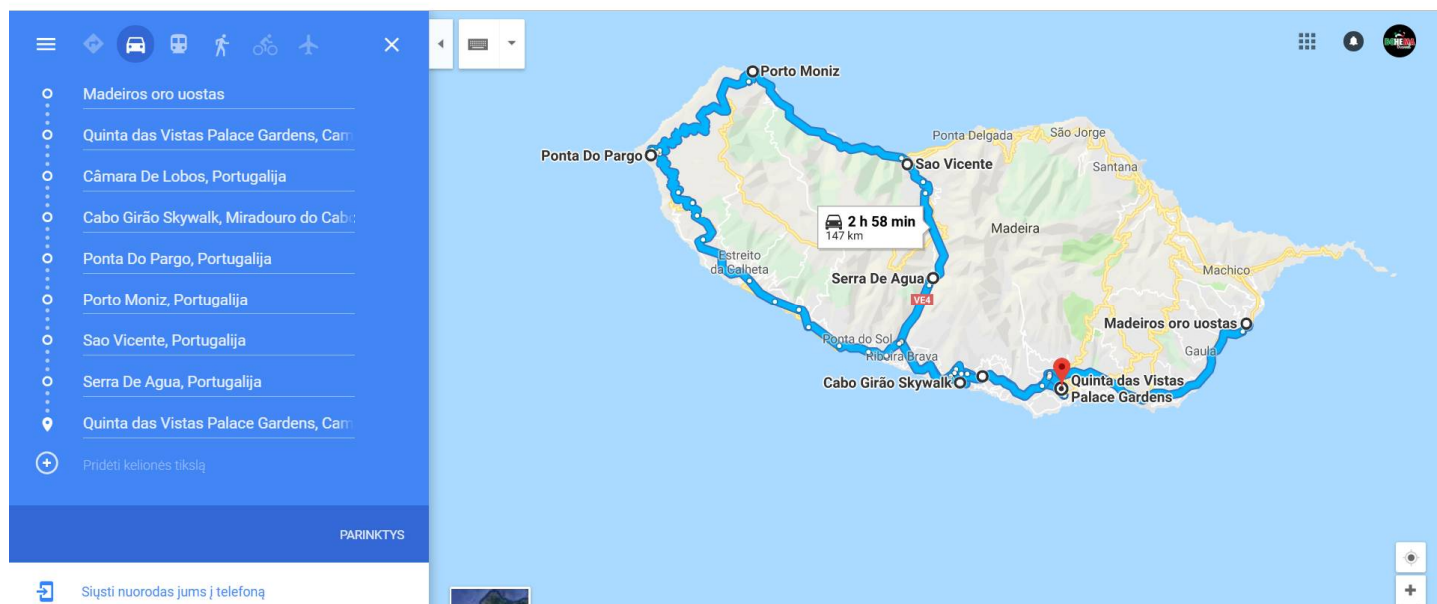 Madeiros oro uostas
Quinta das Vistas Palace Gardens, Cam
Câmara De Lobos, Portugalija
Cabo Girão Skywalk, Miradouro do Cabo
Ponta Do Pargo, Portugalija
Porto Moniz, Portugalija
Sao Vicente, Portugalija
Serra De Agua, Portugalija
Quinta das Vistas Palace Gardens, Cam
Pridėti kelionės tikslą
PARINKTYS
Siųsti nuorodas jums į telefoną
Porto Moniz
Ponta Delgada
São Jorge
Ponta Do Pargo
Sao Vicente
Santana
2 h 58 min
147 km
Madeira
Estreito
da Calheta
Serra De Agua
Machico
VE4
Madeiros oro uostas
Ponta do Sol
Gaula
Ribeira Brava
Cabo Girão Skywalk
Quinta das Vistas
Palace Gardens